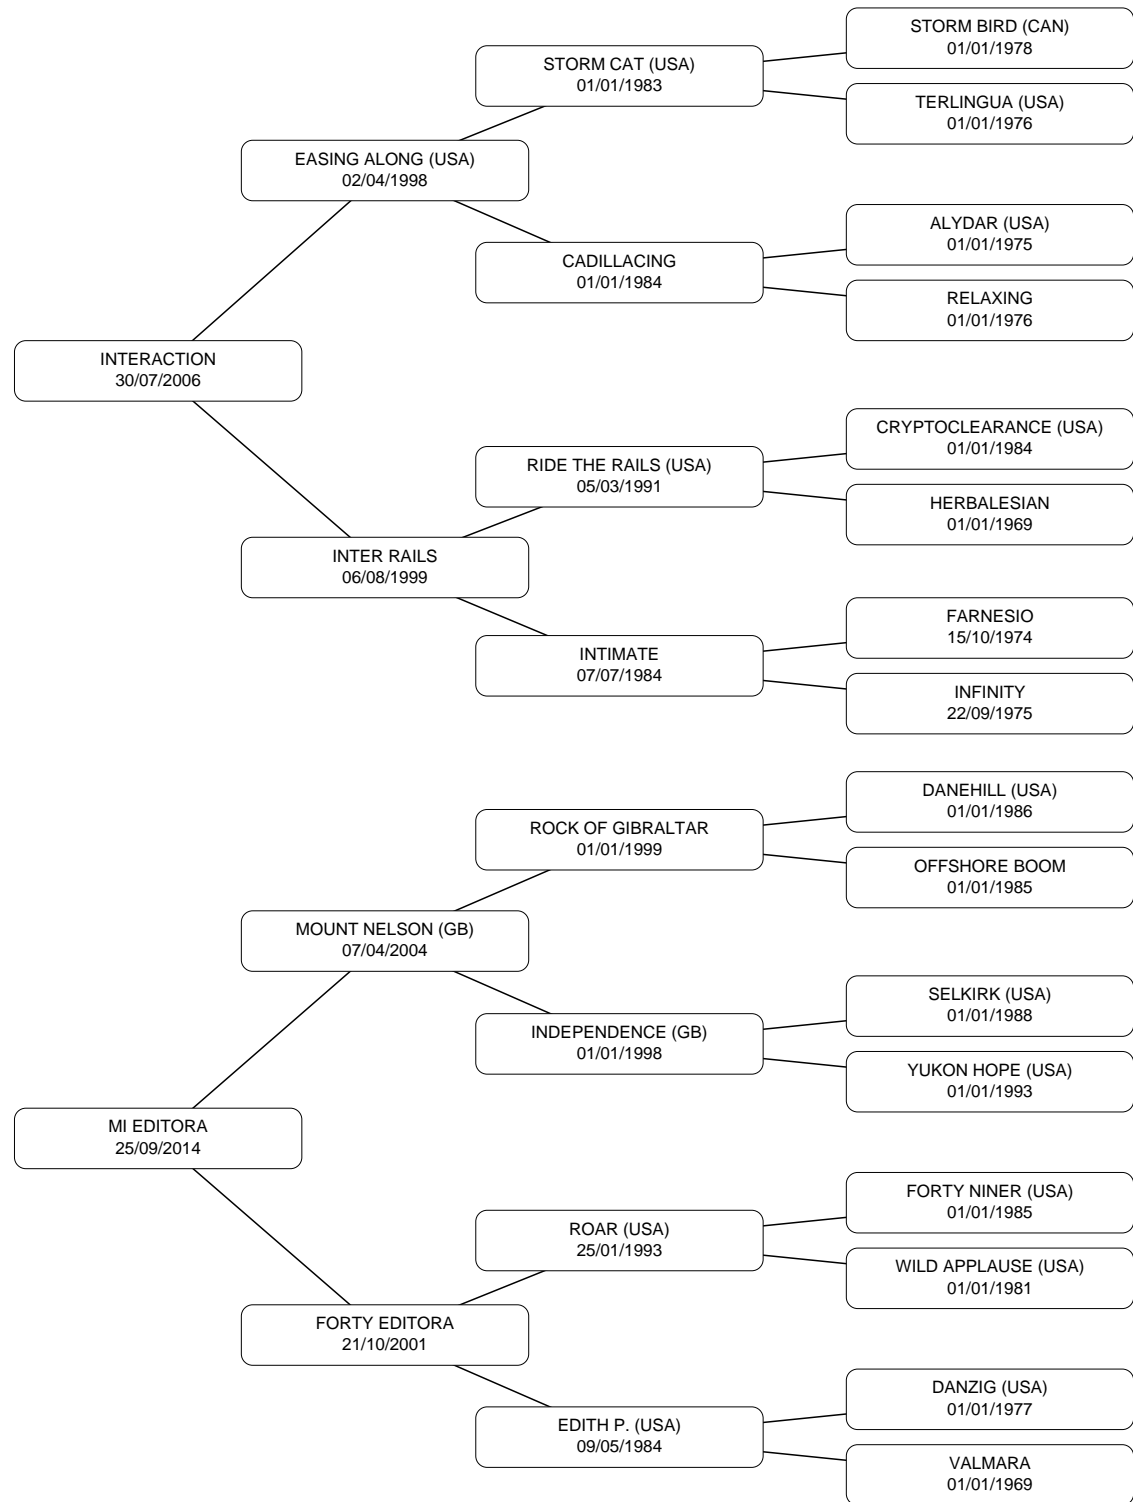 STORM BIRD (CAN)
01/01/1978
STORM CAT (USA)
01/01/1983
TERLINGUA (USA)
01/01/1976
EASING ALONG (USA)
02/04/1998
ALYDAR (USA)
01/01/1975
CADILLACING
01/01/1984
RELAXING
01/01/1976
INTERACTION
30/07/2006
CRYPTOCLEARANCE (USA)
01/01/1984
RIDE THE RAILS (USA)
05/03/1991
HERBALESIAN
01/01/1969
INTER RAILS
06/08/1999
FARNESIO
15/10/1974
INTIMATE
07/07/1984
INFINITY
22/09/1975
DANEHILL (USA)
01/01/1986
ROCK OF GIBRALTAR
01/01/1999
OFFSHORE BOOM
01/01/1985
MOUNT NELSON (GB)
07/04/2004
SELKIRK (USA)
01/01/1988
INDEPENDENCE (GB)
01/01/1998
YUKON HOPE (USA)
01/01/1993
MI EDITORA
25/09/2014
FORTY NINER (USA)
01/01/1985
ROAR (USA)
25/01/1993
WILD APPLAUSE (USA)
01/01/1981
FORTY EDITORA
21/10/2001
DANZIG (USA)
01/01/1977
EDITH P. (USA)
09/05/1984
VALMARA
01/01/1969